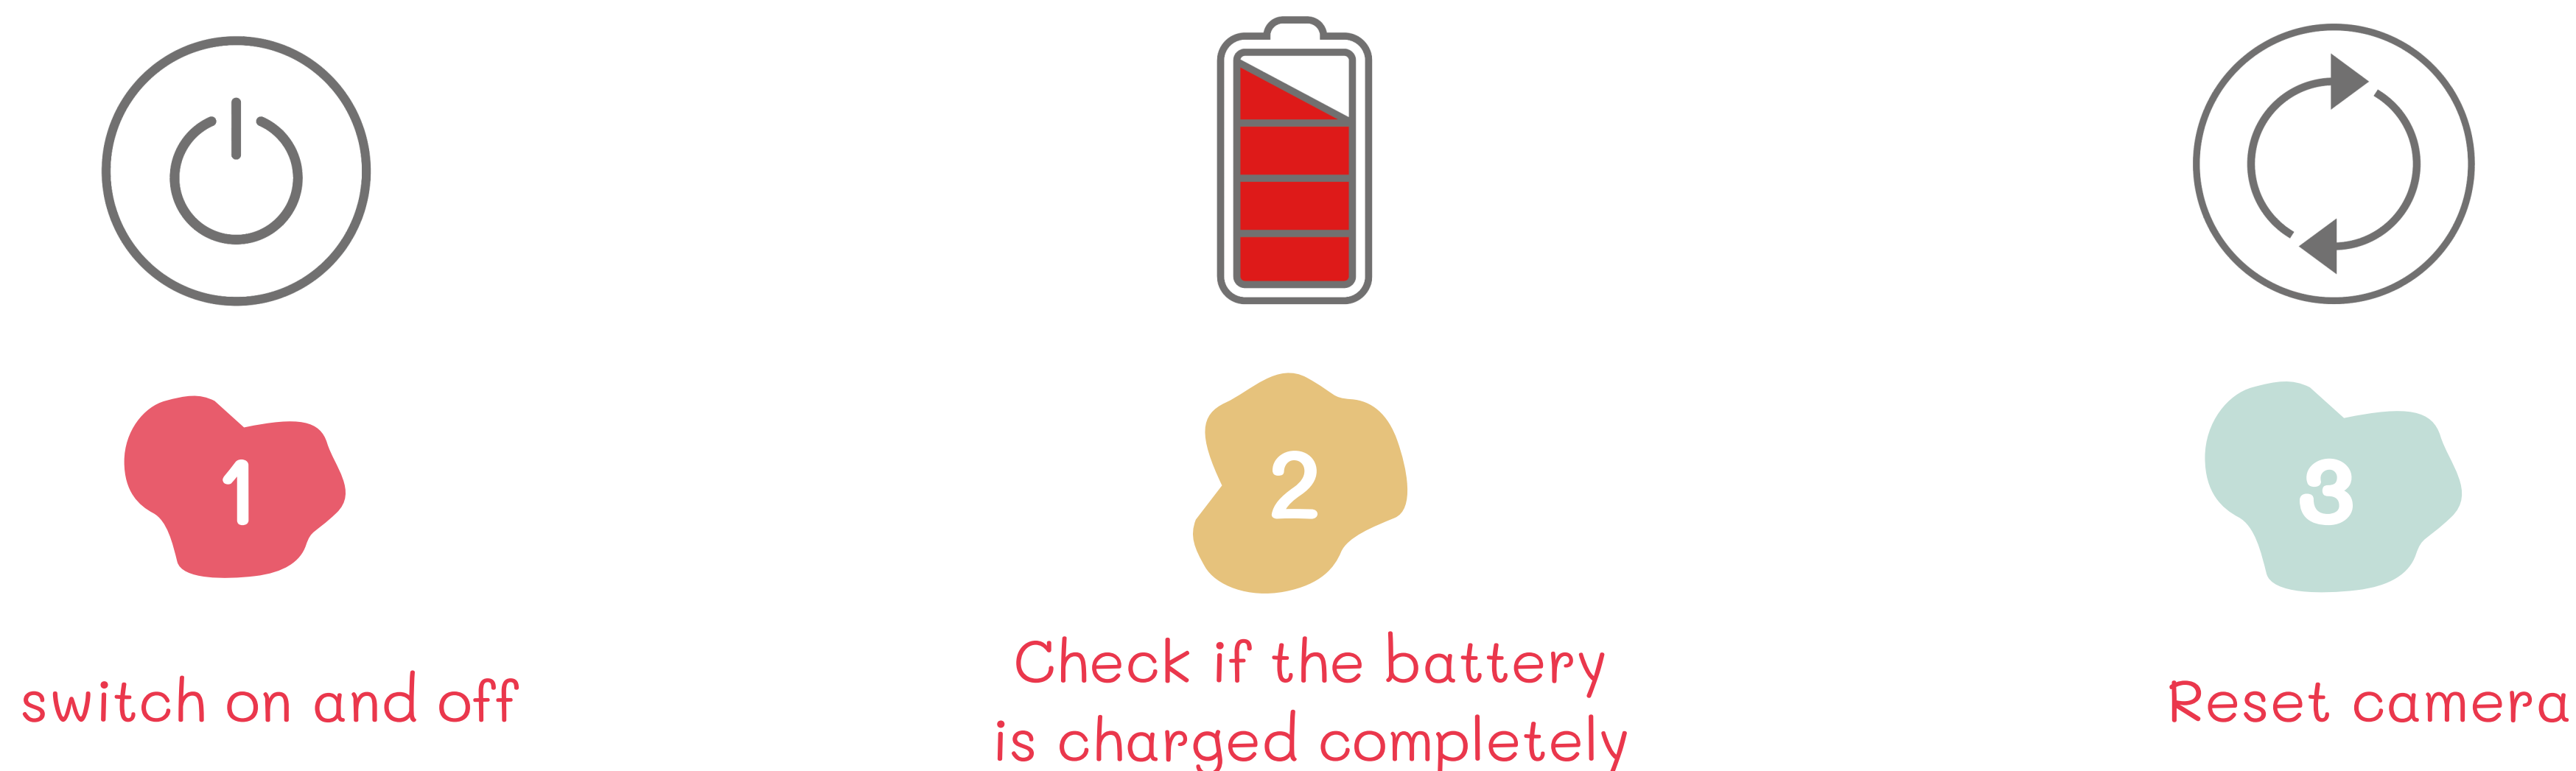 1
switch on and off
2
Check if the battery
is charged completely
3
Reset camera